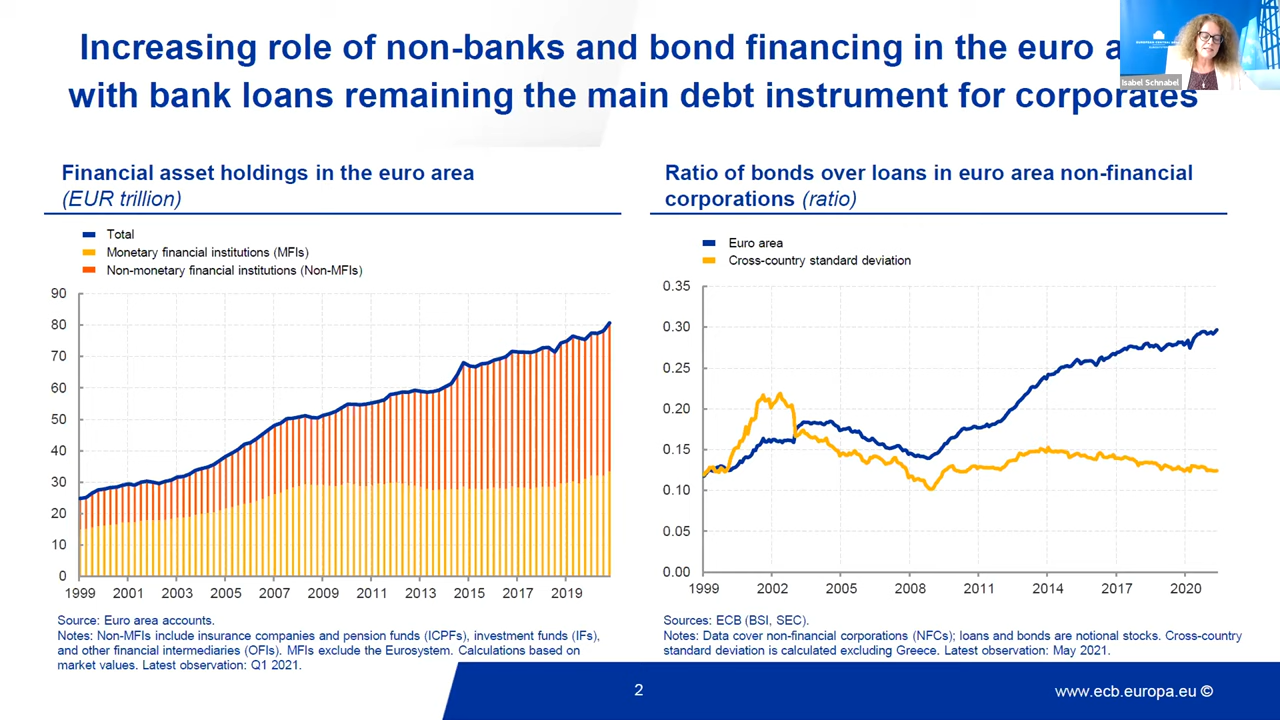 Increasing role of non-banks and bond financing in the euro a
with bank loans remaining the main debt instrument for corporates
Isabel Schnabel
Financial asset holdings in the euro area
(EUR trillion)
Total
Monetary financial institutions (MFIs)
Non-monetary financial institutions (Non-MFIs)
90
80
70
60
50
40
30
20
10
0
1999 2001 2003 2005 2007 2009 2011 2013 2015 2017 2019
Source: Euro area accounts.
Notes: Non-MFIs include insurance companies and pension funds (ICPFs), investment funds (IFs),
and other financial intermediaries (OFIs). MFIs exclude the Eurosystem. Calculations based on
market values. Latest observation: Q1 2021.
Ratio of bonds over loans in euro area non-financial
corporations (ratio)
Euro area
Cross-country standard deviation
0.35
0.30
0.25
0.20
0.15
0.10
0.05
0.00
1999 2002 2005 2008 2011 2014 2017 2020
Sources: ECB (BSI, SEC).
Notes: Data cover non-financial corporations (NFCs); loans and bonds are notional stocks. Cross-country
standard deviation is calculated excluding Greece. Latest observation: May 2021.
2
www.ecb.europa.eu ©